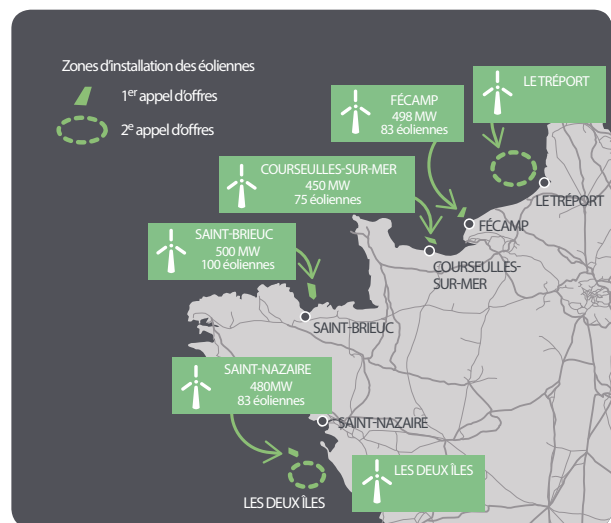 Zones d'installation des éoliennes
1er appel d'offres
2e appel d'offres
LE TRÉPORT
FÉCAMP
498 MW
83 éoliennes
COURSEULLES-SUR-MER
450 MW
75 éoliennes
LE TRÉPORT
FÉCAMP
SAINT-BRIEUC
500 MW
100 éoliennes
COURSEULLES-
SUR-MER
SAINT-BRIEUC
SAINT-NAZAIRE
480MW
83 éoliennes
SAINT-NAZAIRE
LES DEUX ÎLES
LES DEUX ÎLES